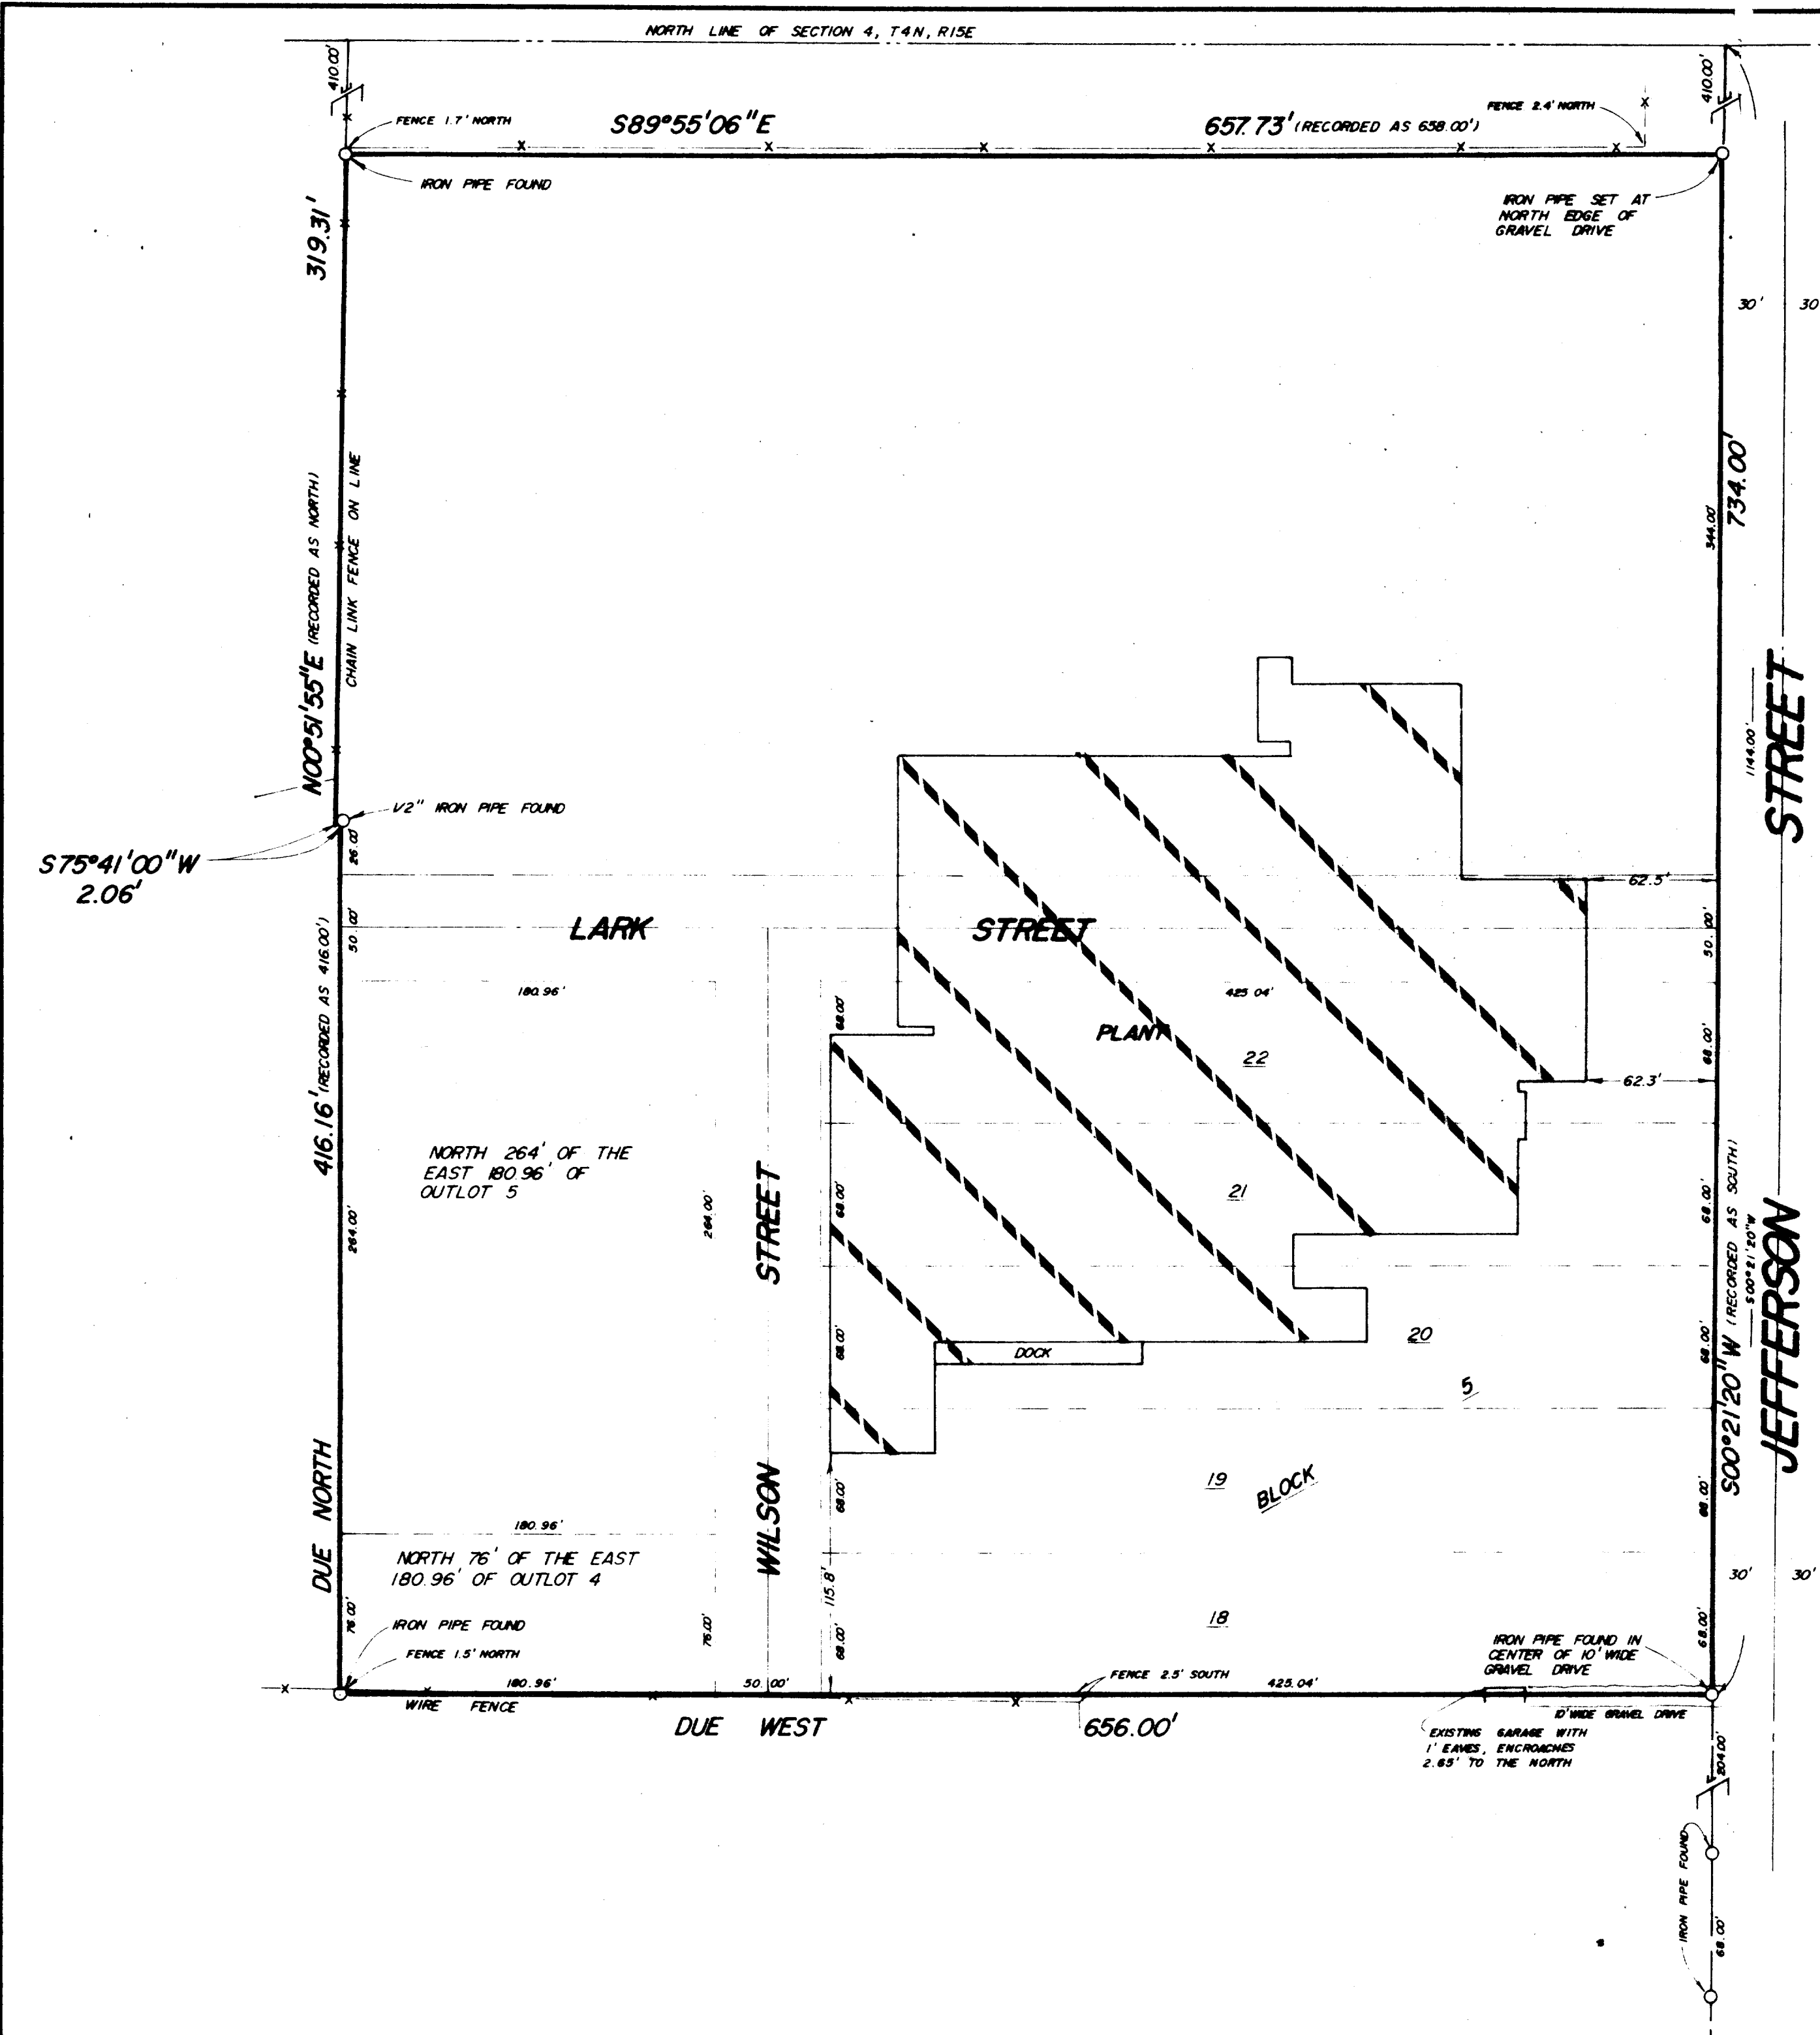 NORTH LINE OF SECTION 4, T4N, R15E
410.00'
410.00'
FENCE 1.7' NORTH
S89°55'06"E
657.73' (RECORDED AS 658.00')
FENCE 2.4' NORTH
IRON PIPE FOUND
IRON PIPE SET AT
NORTH EDGE OF
GRAVEL DRIVE
319.31'
30'
30
N00°51'55"E (RECORDED AS NORTH)
CHAIN LINK FENCE ON LINE
734.00'
344.00'
1144.00'
STREET
1/2" IRON PIPE FOUND
S75°41'00"W
2.06'
26.00'
62.5'
LARK STREET
50.00'
50.00'
416.16' (RECORDED AS 416.00')
180.96'
425.04'
68.00'
PLANT
22
68.00'
62.3'
NORTH 264' OF THE
EAST 180.96' OF
OUTLOT 5
264.00'
264.00'
WILSON STREET
68.00'
21
68.00'
S00°21'20"W (RECORDED AS SOUTH)
S00°21'20"W
JEFFERSON
68.00'
DOCK
20
68.00'
5
DUE NORTH
68.00'
19
BLOCK
68.00'
180.96'
NORTH 76' OF THE EAST
180.96' OF OUTLOT 4
115.8'
30'
30'
76.00'
IRON PIPE FOUND
FENCE 1.5' NORTH
76.00'
68.00'
18
68.00'
IRON PIPE FOUND IN
CENTER OF 10' WIDE
GRAVEL DRIVE
FENCE 2.5' SOUTH
180.96'
50.00'
425.04'
WIRE FENCE
DUE WEST
656.00'
10' WIDE GRAVEL DRIVE
EXISTING GARAGE WITH
1' EAVES, ENCROACHES
2.65' TO THE NORTH
204.00'
IRON PIPE FOUND
68.00'